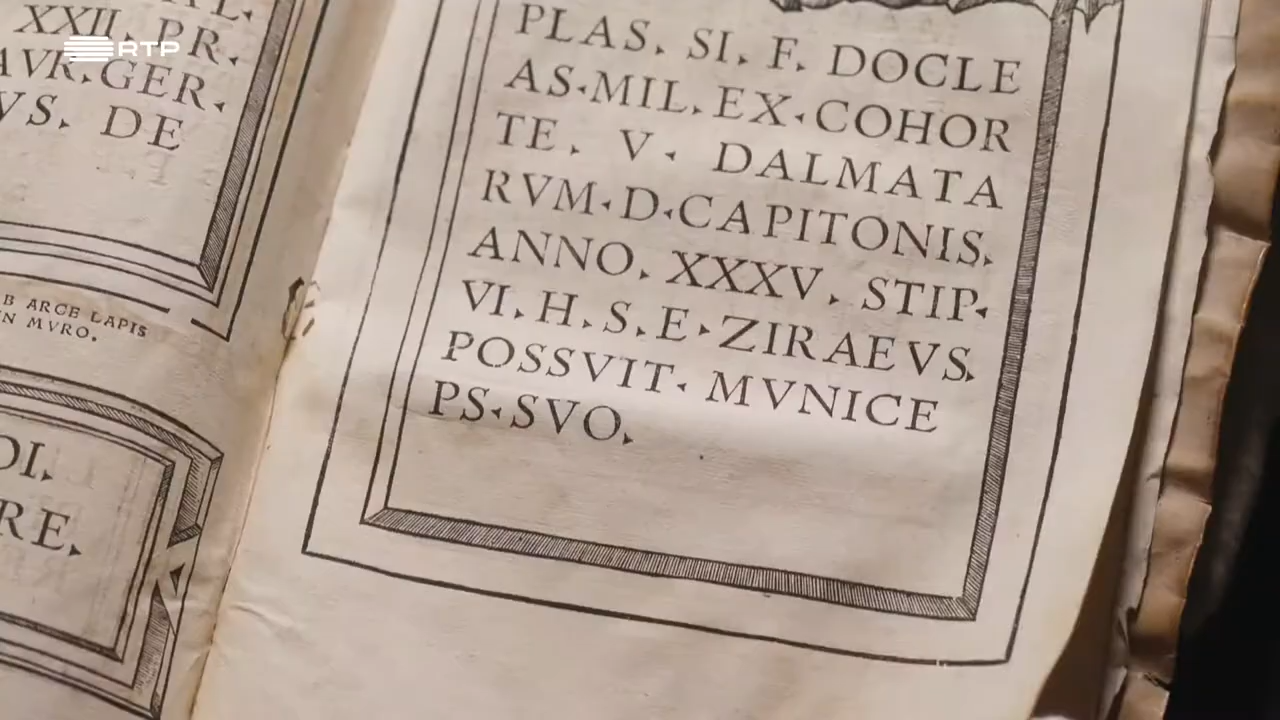 RTP
XXII. PR.
AVR. GER.
VS. DE
B ARCE LAPIS
N MVRO.
DI.
RE.
PLAS. SI. F. DOCLE
AS.MIL. EX.COHOR
TE. V. DALMATA
RVM.D.CAPITONIS.
ANNO. XXXV. STIP.
VI. H. S. E. ZIRAEVS.
POSSVIT. MVNICE
PS.SVO.